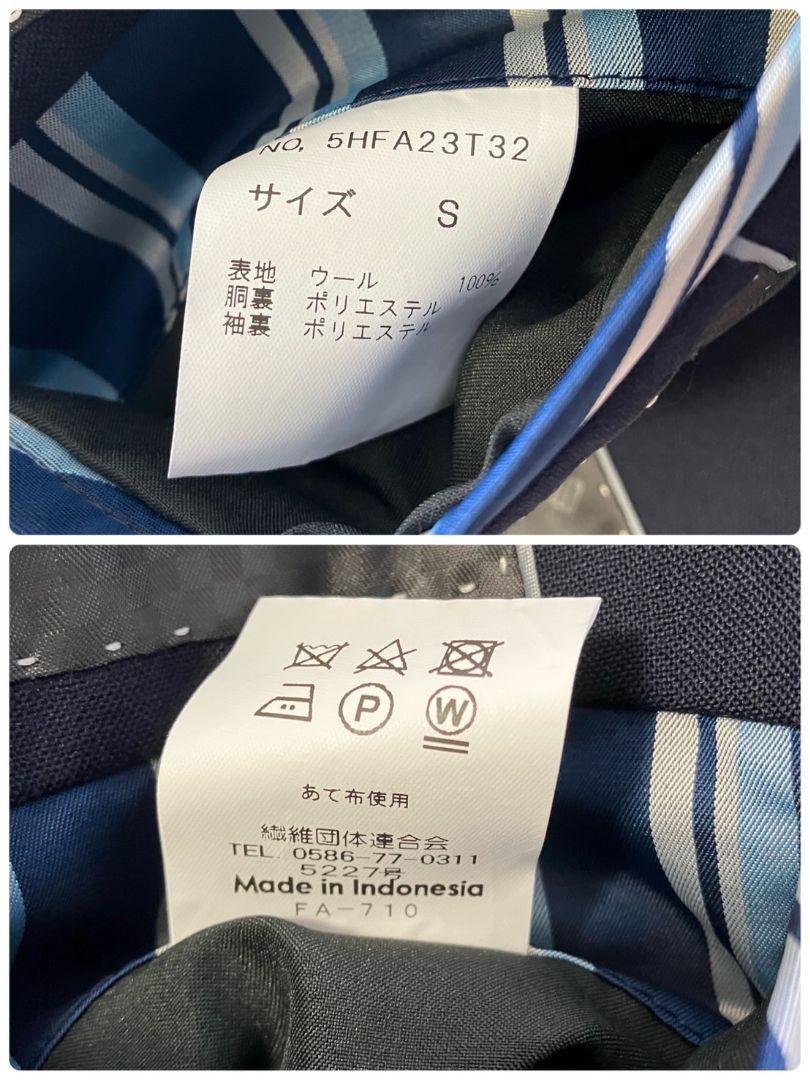 NO. 5HFA23T32
サイズ S
表地 ウール 100%
胴裏 ポリエステル
袖裏 ポリエステル
P W
あて布使用
繊維団体連合会
TEL. 0586-77-0311
5227号
Made in Indonesia
FA-710